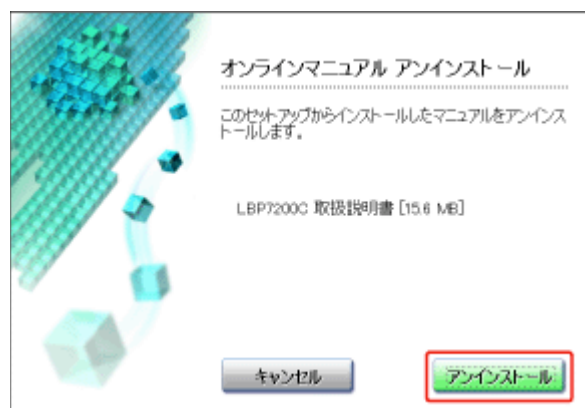 オンラインマニュアル アンインストール
このセットアップからインストールしたマニュアルをアンインス
トールします。
LBP7200C 取扱説明書 [15.6 MB]
キャンセル
アンインストール